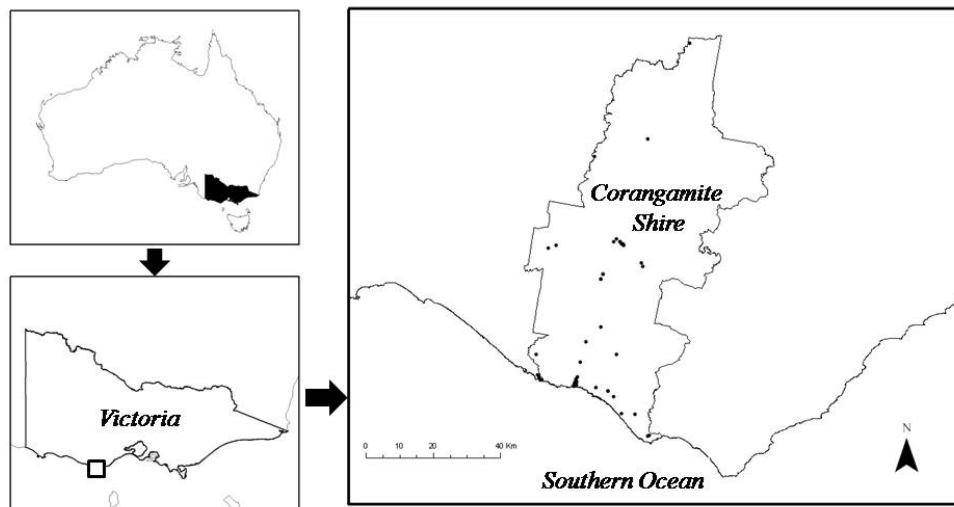 Corangamite
Shire
Victoria
N
0 10 20 40 Km
Southern Ocean